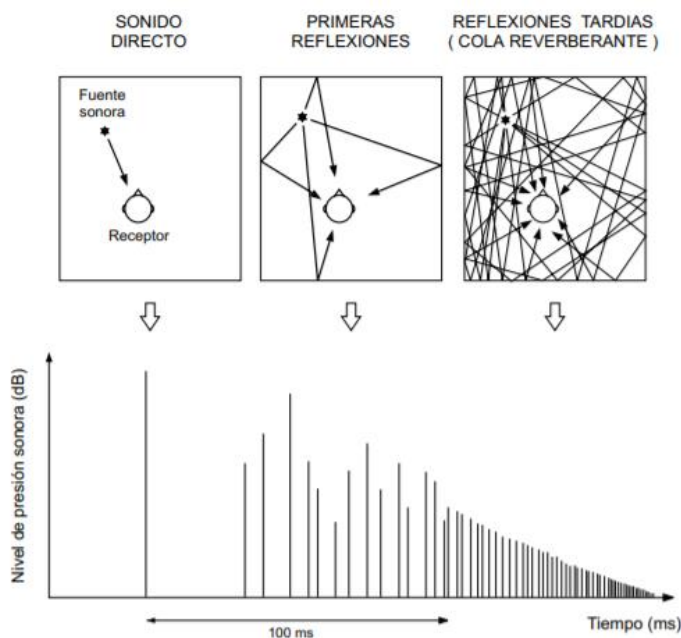 SONIDO
DIRECTO
PRIMERAS
REFLEXIONES
REFLEXIONES TARDIAS
( COLA REVERBERANTE )
Fuente
sonora
Receptor
Nivel de presión sonora (dB)
100 ms
Tiempo (ms)